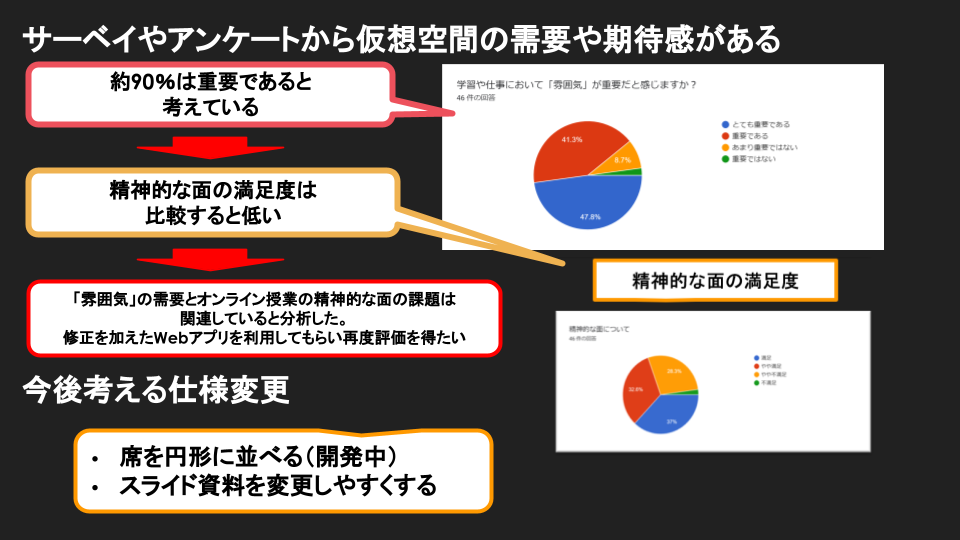 サーベイやアンケートから仮想空間の需要や期待感がある
約90%は重要であると
考えている
精神的な面の満足度は
比較すると低い
「雰囲気」の需要とオンライン授業の精神的な面の課題は
関連していると分析した。
修正を加えたWebアプリを利用してもらい再度評価を得たい
今後考える仕様変更
• 席を円形に並べる（開発中）
• スライド資料を変更しやすくする
学習や仕事において「雰囲気」が重要だと感じますか？
46 件の回答
とても重要である
重要である
あまり重要ではない
重要ではない
41.3%
8.7%
47.8%
精神的な面の満足度
精神的な面について
46 件の回答
満足
やや満足
やや不満足
不満足
32.6%
28.3%
37%